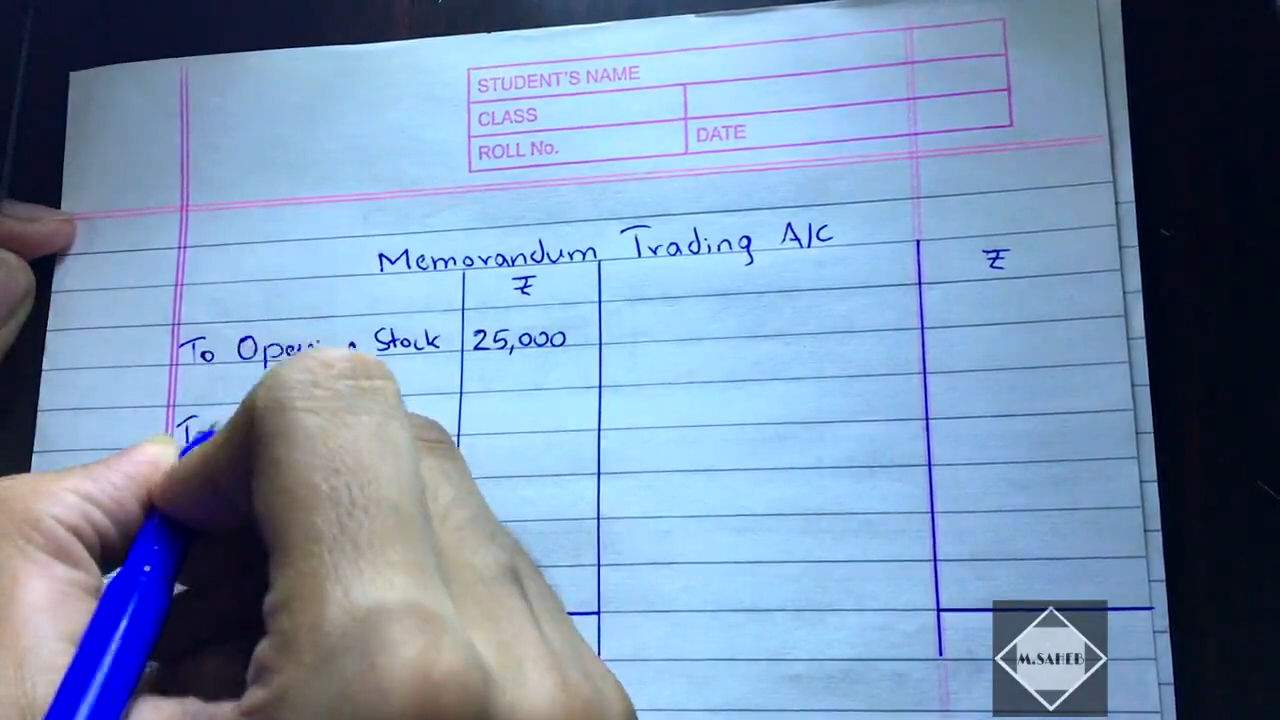 STUDENT'S NAME
CLASS
ROLL No.
DATE
Memorandum Trading A/C
₹
₹
To Stock 25,000
M.SAHEB